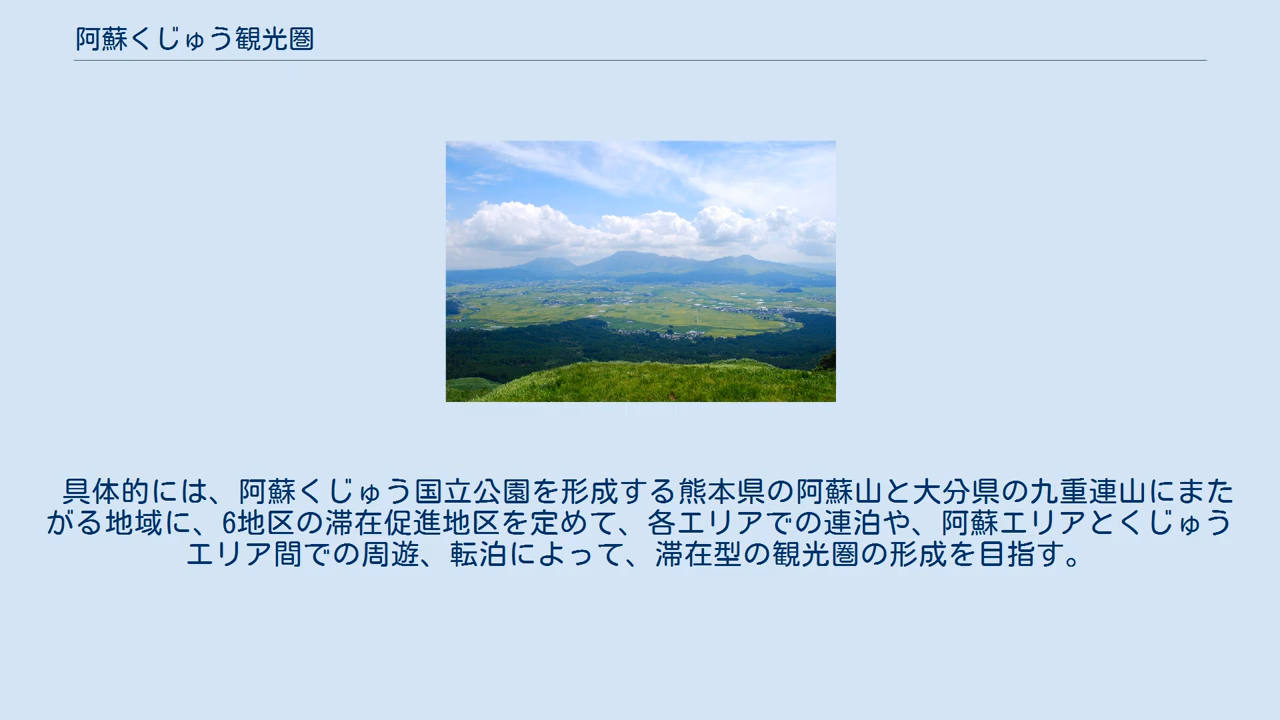 阿蘇くじゅう観光圏
具体的には、阿蘇くじゅう国立公園を形成する熊本県の阿蘇山と大分県の九重連山にまた
がる地域に、6地区の滞在促進地区を定めて、各エリアでの連泊や、阿蘇エリアとくじゅう
エリア間での周遊、転泊によって、滞在型の観光圏の形成を目指す。